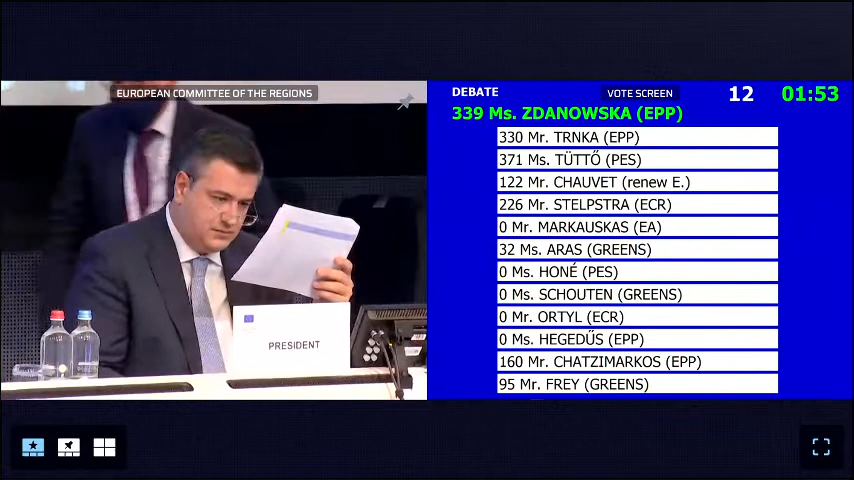 EUROPEAN COMMITTEE OF THE REGIONS
PRESIDENT
DEBATE
VOTE SCREEN
12
01:53
339 Ms. ZDANOWSKA (EPP)
330 Mr. TRNKA (EPP)
371 Ms. TÜTTŐ (PES)
122 Mr. CHAUVET (renew E.)
226 Mr. STELPSTRA (ECR)
0 Mr. MARKAUSKAS (EA)
32 Ms. ARAS (GREENS)
0 Ms. HONÉ (PES)
0 Ms. SCHOUTEN (GREENS)
0 Mr. ORTYL (ECR)
0 Ms. HEGEDŰS (EPP)
160 Mr. CHATZIMARKOS (EPP)
95 Mr. FREY (GREENS)